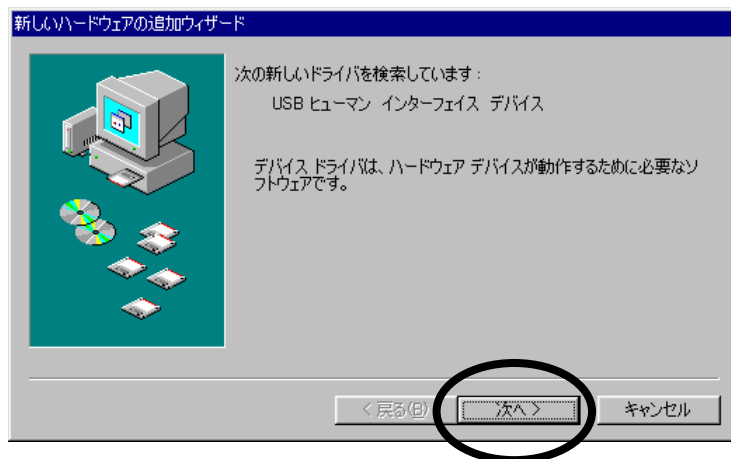 新しいハードウェアの追加ウィザード
次の新しいドライバを検索しています：
USB ヒューマン インターフェイス デバイス
デバイス ドライバは、ハードウェア デバイスが動作するために必要なソ
フトウェアです。
< 戻る(B)
次へ >
キャンセル